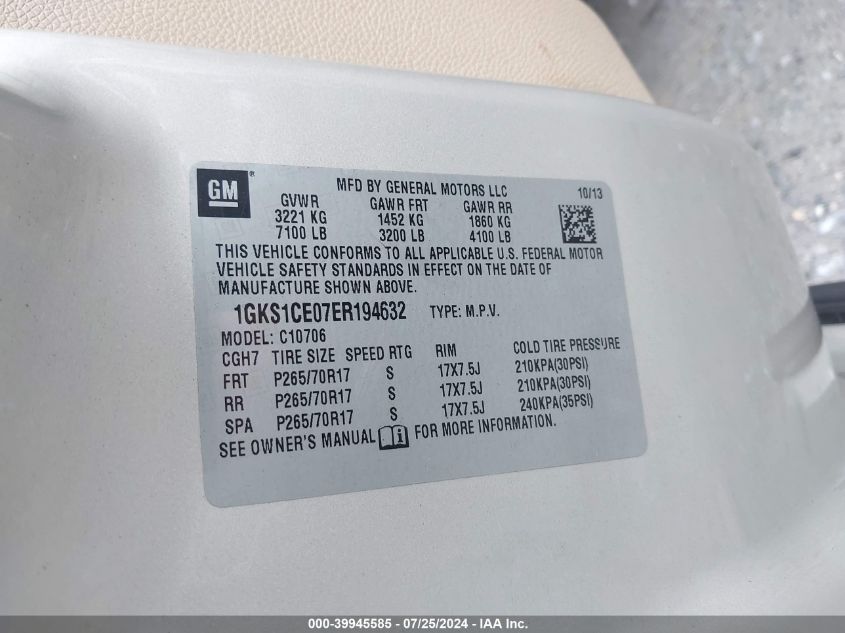 GM®
MFD BY GENERAL MOTORS LLC 10/13
GVWR GAWR FRT GAWR RR
3221 KG 1452 KG 1860 KG
7100 LB 3200 LB 4100 LB
THIS VEHICLE CONFORMS TO ALL APPLICABLE U.S. FEDERAL MOTOR
VEHICLE SAFETY STANDARDS IN EFFECT ON THE DATE OF
MANUFACTURE SHOWN ABOVE.
1GKS1CE07ER194632 TYPE: M.P.V.
MODEL: C10706
CGH7 TIRE SIZE SPEED RTG RIM COLD TIRE PRESSURE
FRT P265/70R17 S 17X7.5J 210KPA(30PSI)
RR P265/70R17 S 17X7.5J 210KPA(30PSI)
SPA P265/70R17 S 17X7.5J 240KPA(35PSI)
SEE OWNER'S MANUAL FOR MORE INFORMATION.
000-39945585 - 07/25/2024 - IAA Inc.